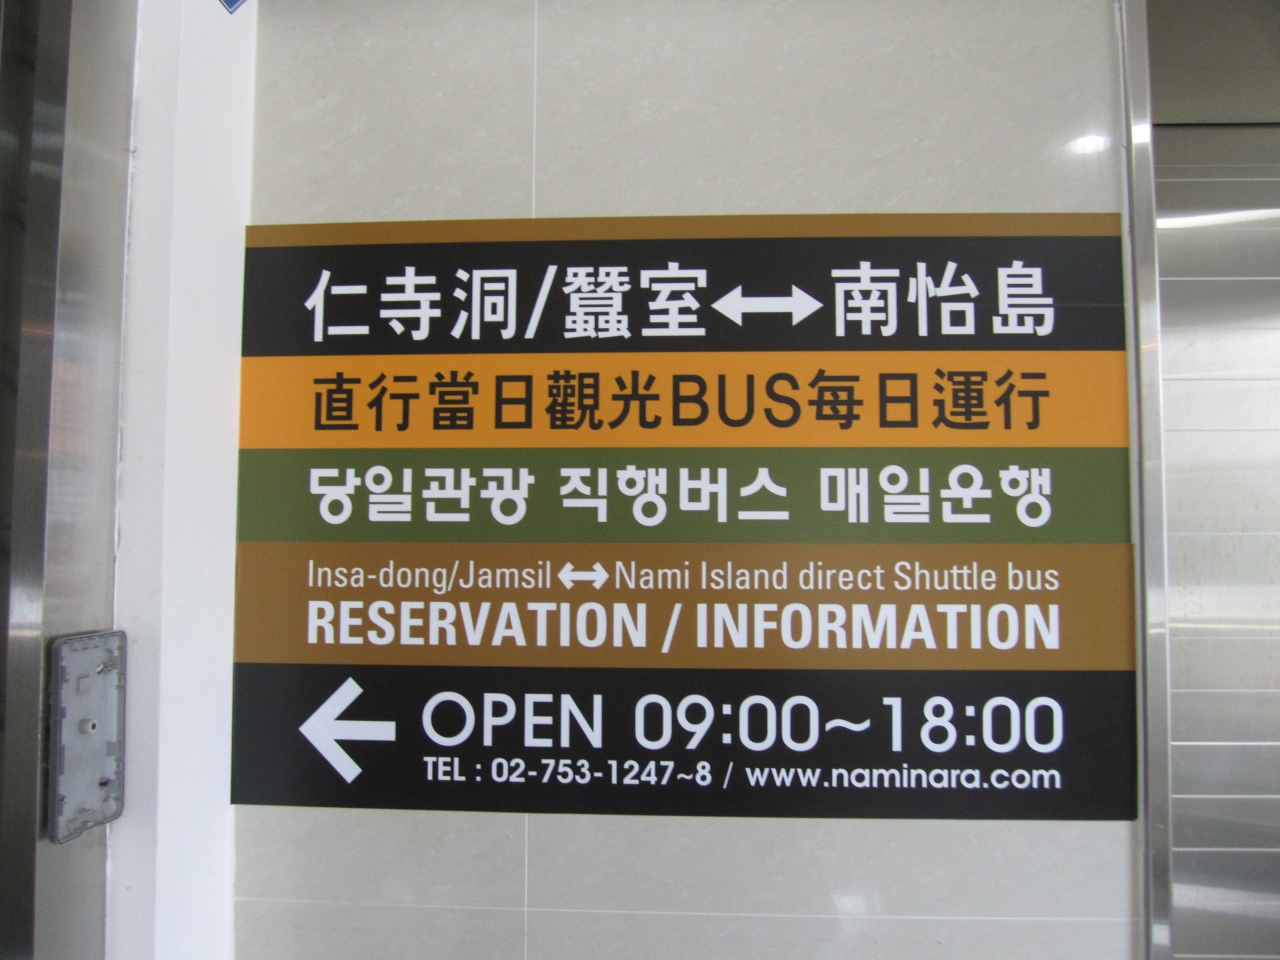 仁寺洞/蠶室↔南怡島
直行當日觀光BUS每日運行
당일관광 직행버스 매일운행
Insa-dong/Jamsil↔Nami Island direct Shuttle bus
RESERVATION / INFORMATION
← OPEN 09:00~18:00
TEL : 02-753-1247~8 / www.naminara.com